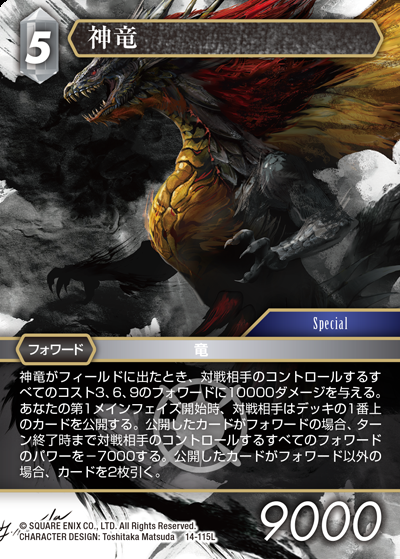 5
神竜
Special
フォワード
竜
神竜がフィールドに出たとき、対戦相手のコントロールするす
べてのコスト3、6、9のフォワードに10000ダメージを与える。
あなたの第1メインフェイズ開始時、対戦相手はデッキの1番上
のカードを公開する。公開したカードがフォワードの場合、ター
ン終了時まで対戦相手のコントロールするすべてのフォワード
のパワーを－7000する。公開したカードがフォワード以外の
場合、カードを2枚引く。
© SQUARE ENIX CO., LTD. All Rights Reserved.
CHARACTER DESIGN: Toshitaka Matsuda 14-115L
9000